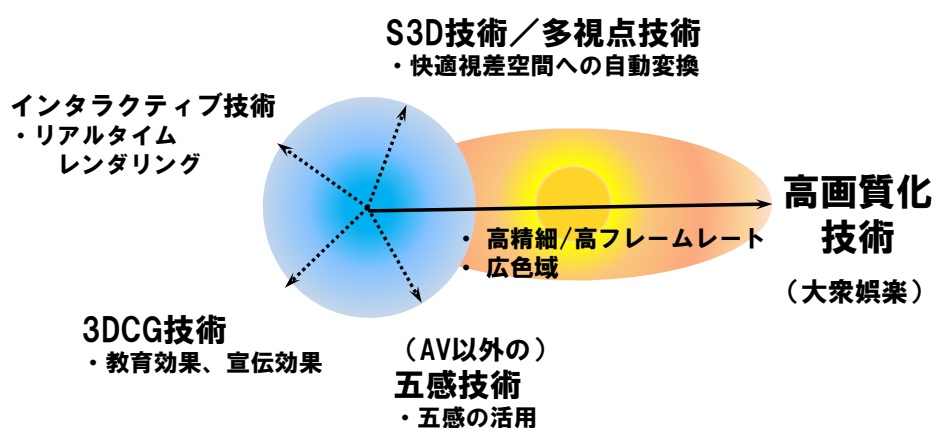 S3D技術／多視点技術
・快適視差空間への自動変換
インタラクティブ技術
・リアルタイム
レンダリング
高画質化
技術
（大衆娯楽）
・ 高精細/高フレームレート
・ 広色域
3DCG技術
・教育効果、宣伝効果
（AV以外の）
五感技術
・五感の活用